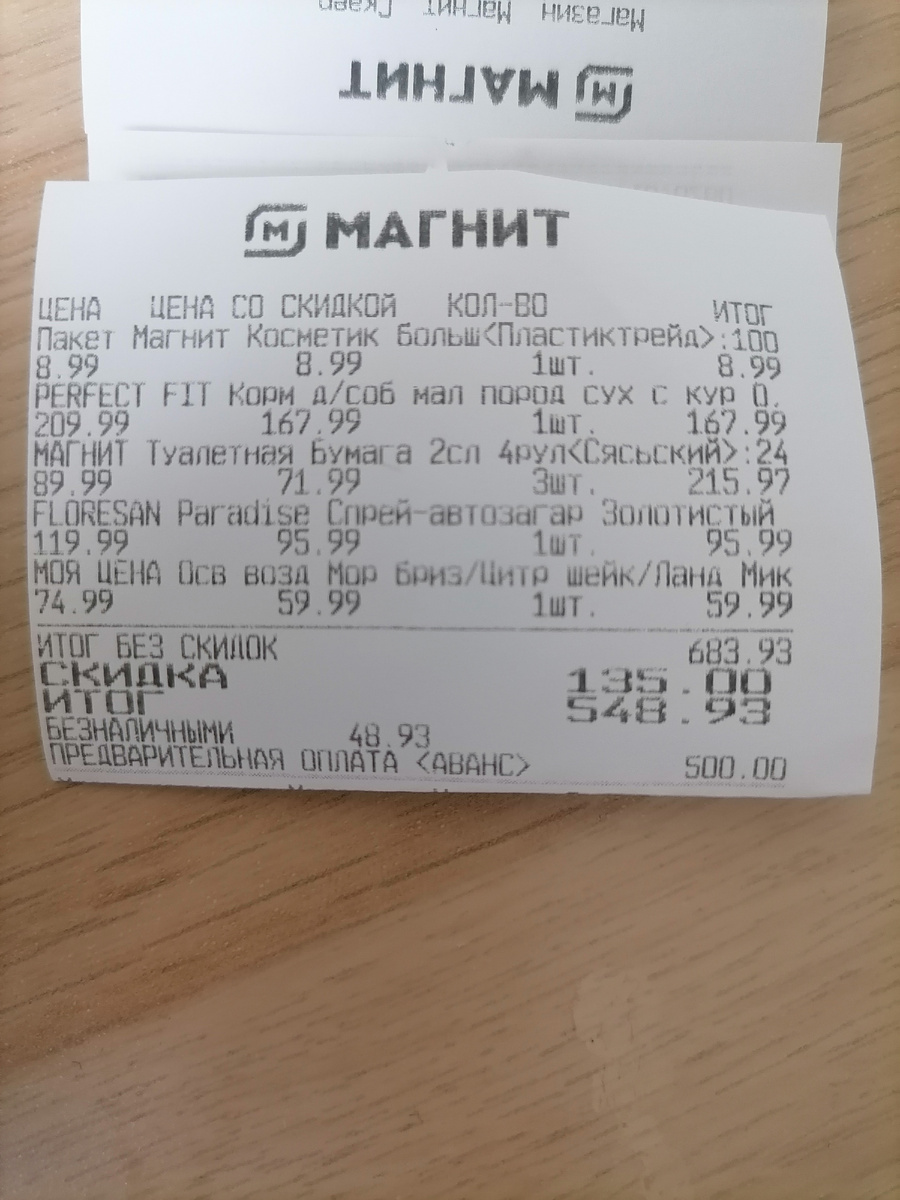 Магазин Магнит Сквер
МАГНИТ
МАГНИТ
ЦЕНА ЦЕНА СО СКИДКОЙ КОЛ-ВО ИТОГ
Пакет Магнит Косметик больш<Пластиктрейд>:100
8.99 8.99 1шт. 8.99
PERFECT FIT Корм д/соб мал пород сух с кур 0.
209.99 167.99 1шт. 167.99
МАГНИТ Туалетная бумага 2сл 4рул<Сясьский>:24
89.99 71.99 3шт. 215.97
FLORESAN Paradise Спрей-автозагар Золотистый
119.99 95.99 1шт. 95.99
МОЯ ЦЕНА Осв возд Мор бриз/Цитр шейк/Ланд Мик
74.99 59.99 1шт. 59.99
ИТОГ БЕЗ СКИДОК 683.93
СКИДКА 135.00
ИТОГ 548.93
БЕЗНАЛИЧНЫМИ 48.93
ПРЕДВАРИТЕЛЬНАЯ ОПЛАТА <АВАНС> 500.00